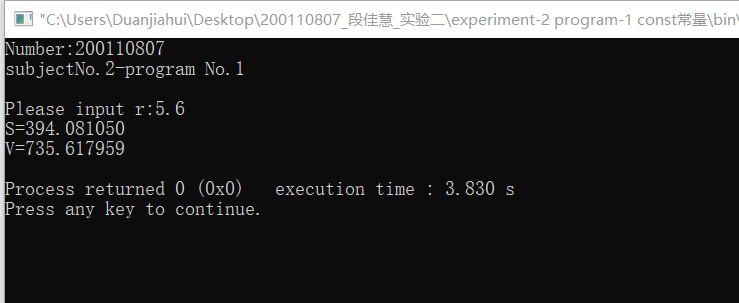 "C:\Users\Duanjiahui\Desktop\200110807_段佳慧_实验二\experiment-2 program-1 const常量\bin\
Number:200110807
subjectNo.2-program No.1
Please input r:5.6
S=394.081050
V=735.617959
Process returned 0 (0x0)   execution time : 3.830 s
Press any key to continue.